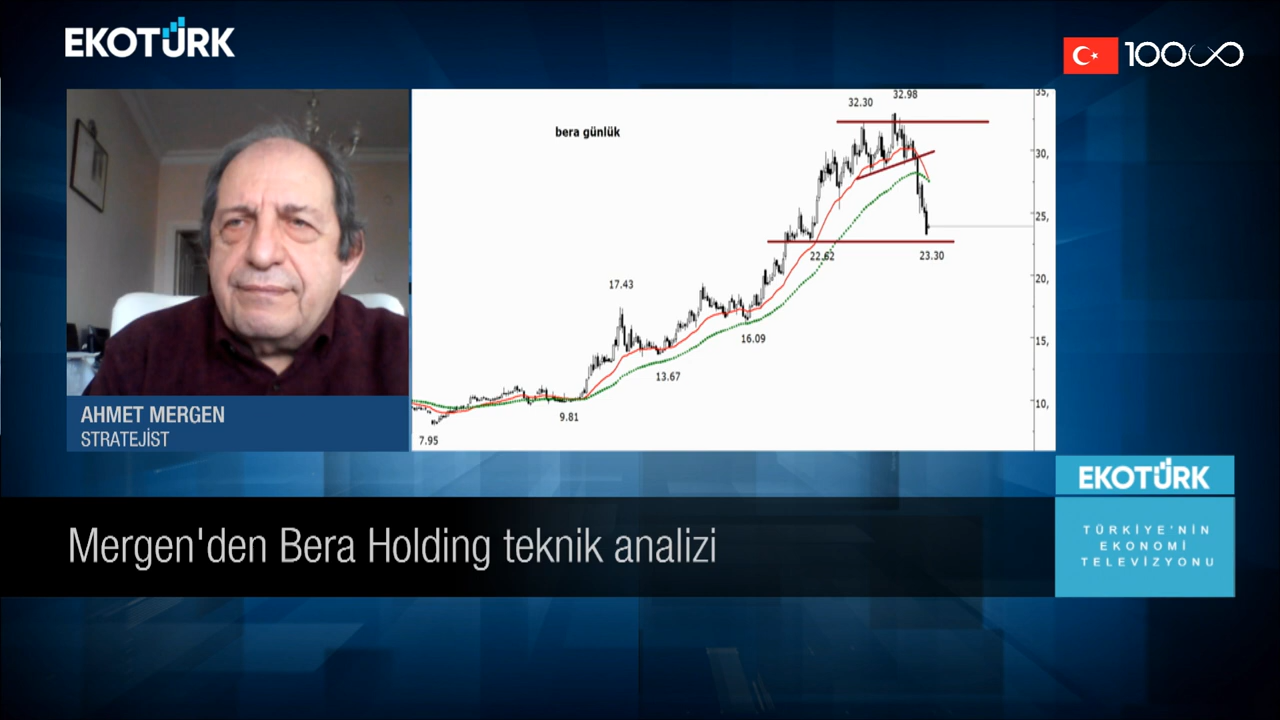 EKOTÜRK
100
35,
32.98
32.30
bera günlük
30,
25,
22.62
23.30
20,
17.43
15,
16.09
13.67
10,
9.81
7.95
AHMET MERGEN
STRATEJİST
EKOTÜRK
Mergen'den Bera Holding teknik analizi
TÜRKİYE'NİN
EKONOMİ
TELEVİZYONU